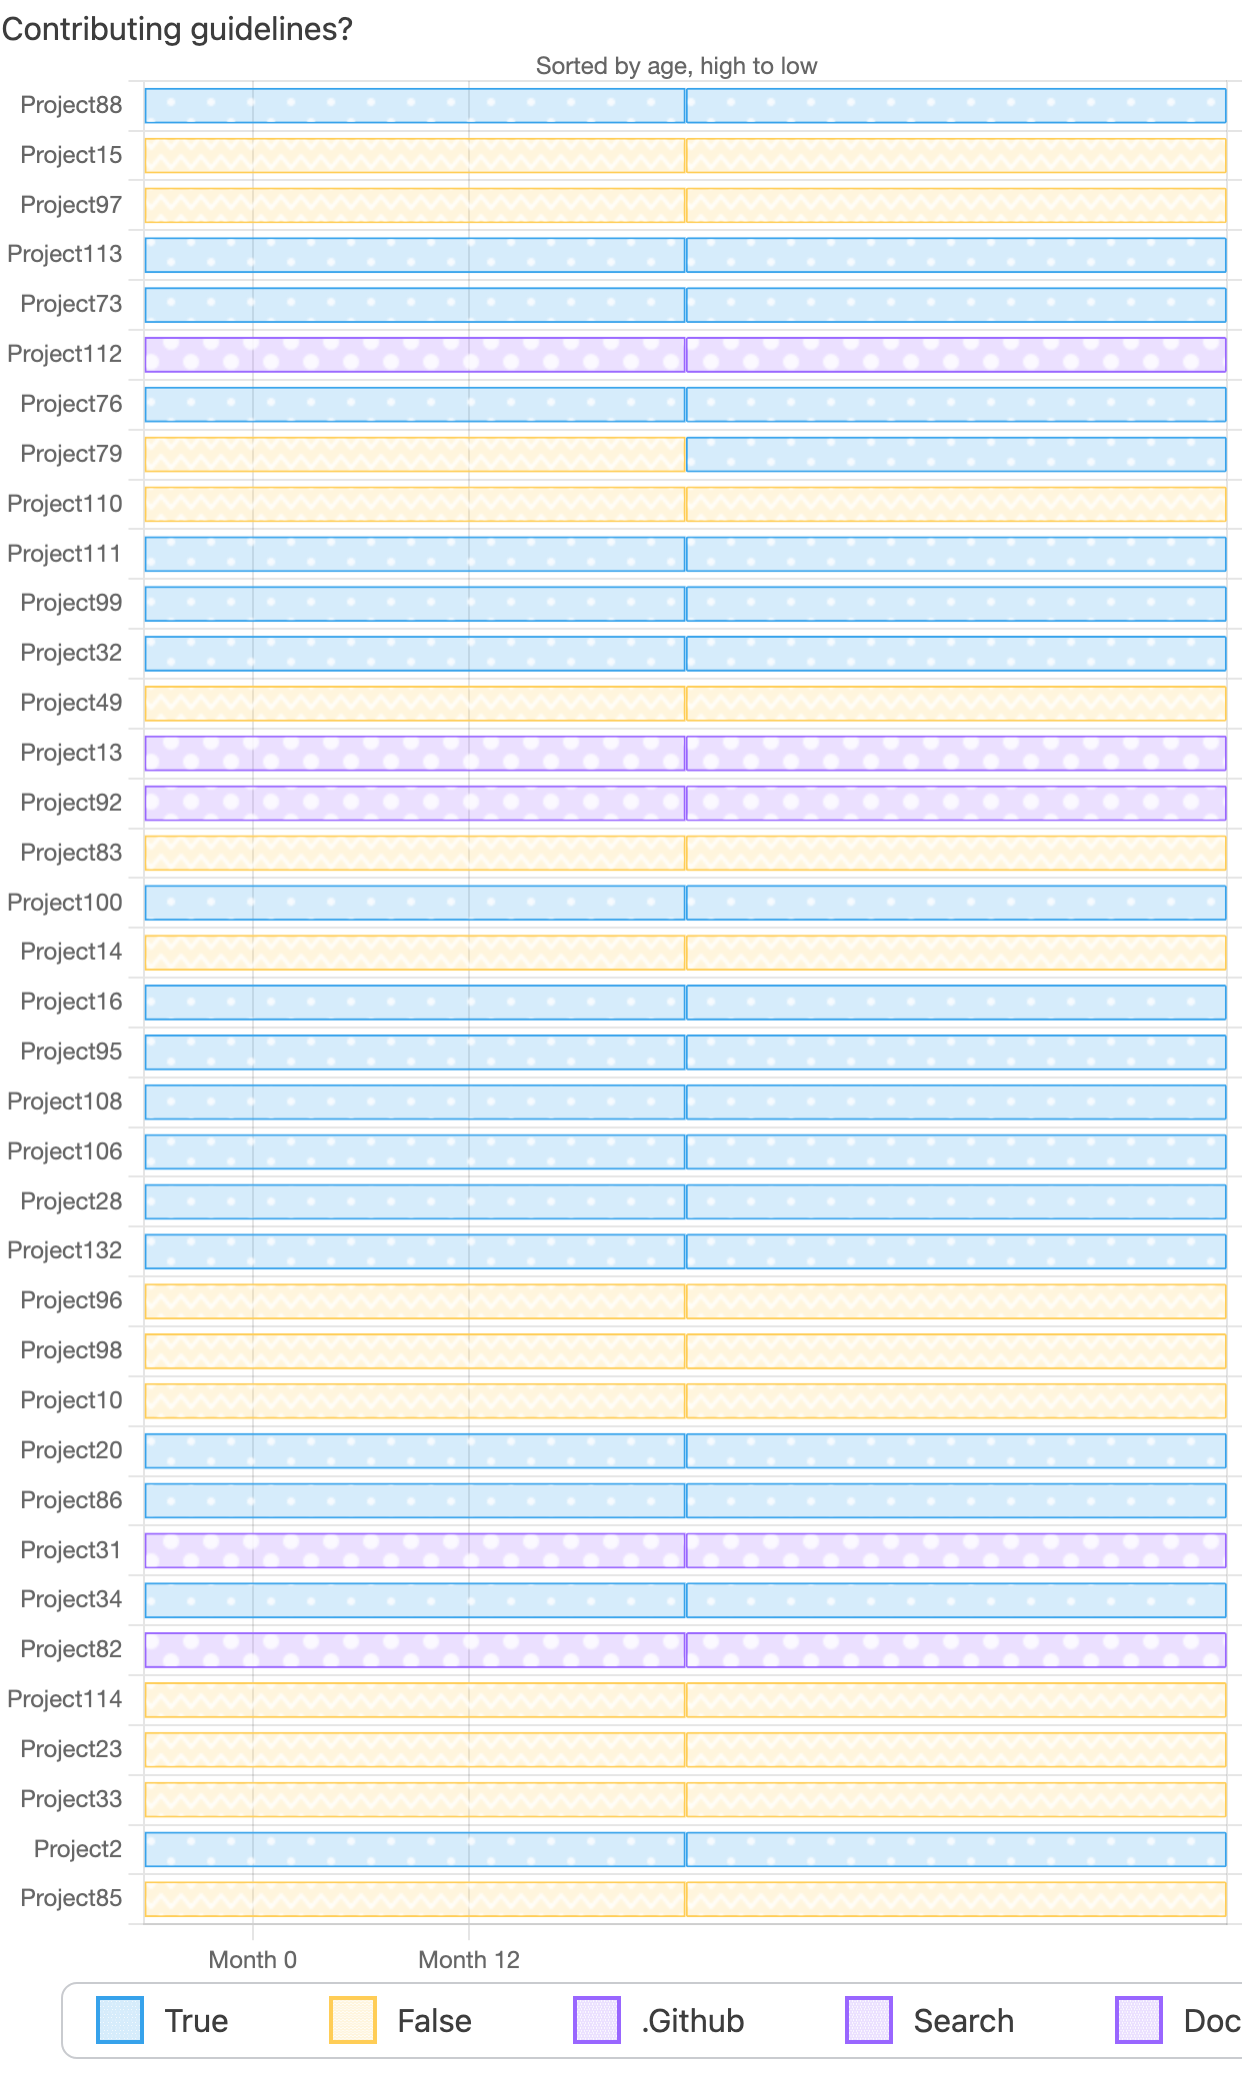 Contributing guidelines?
Sorted by age, high to low
Project88
Project15
Project97
Project113
Project73
Project112
Project76
Project79
Project110
Project111
Project99
Project32
Project49
Project13
Project92
Project83
Project100
Project14
Project16
Project95
Project108
Project106
Project28
Project132
Project96
Project98
Project10
Project20
Project86
Project31
Project34
Project82
Project114
Project23
Project33
Project2
Project85
Month 0 Month 12
True False .Github Search Doc